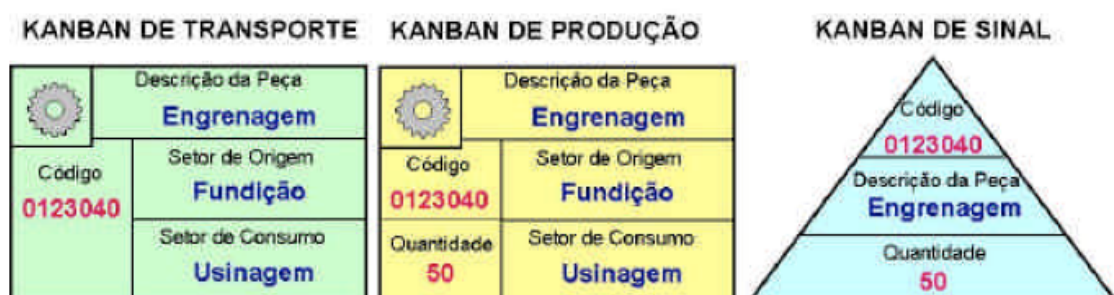 KANBAN DE TRANSPORTE
Descrição da Peça
Engrenagem
Código
0123040
Setor de Origem
Fundição
Setor de Consumo
Usinagem
KANBAN DE PRODUÇÃO
Descrição da Peça
Engrenagem
Código
0123040
Setor de Origem
Fundição
Quantidade
50
Setor de Consumo
Usinagem
KANBAN DE SINAL
Código
0123040
Descrição da Peça
Engrenagem
Quantidade
50